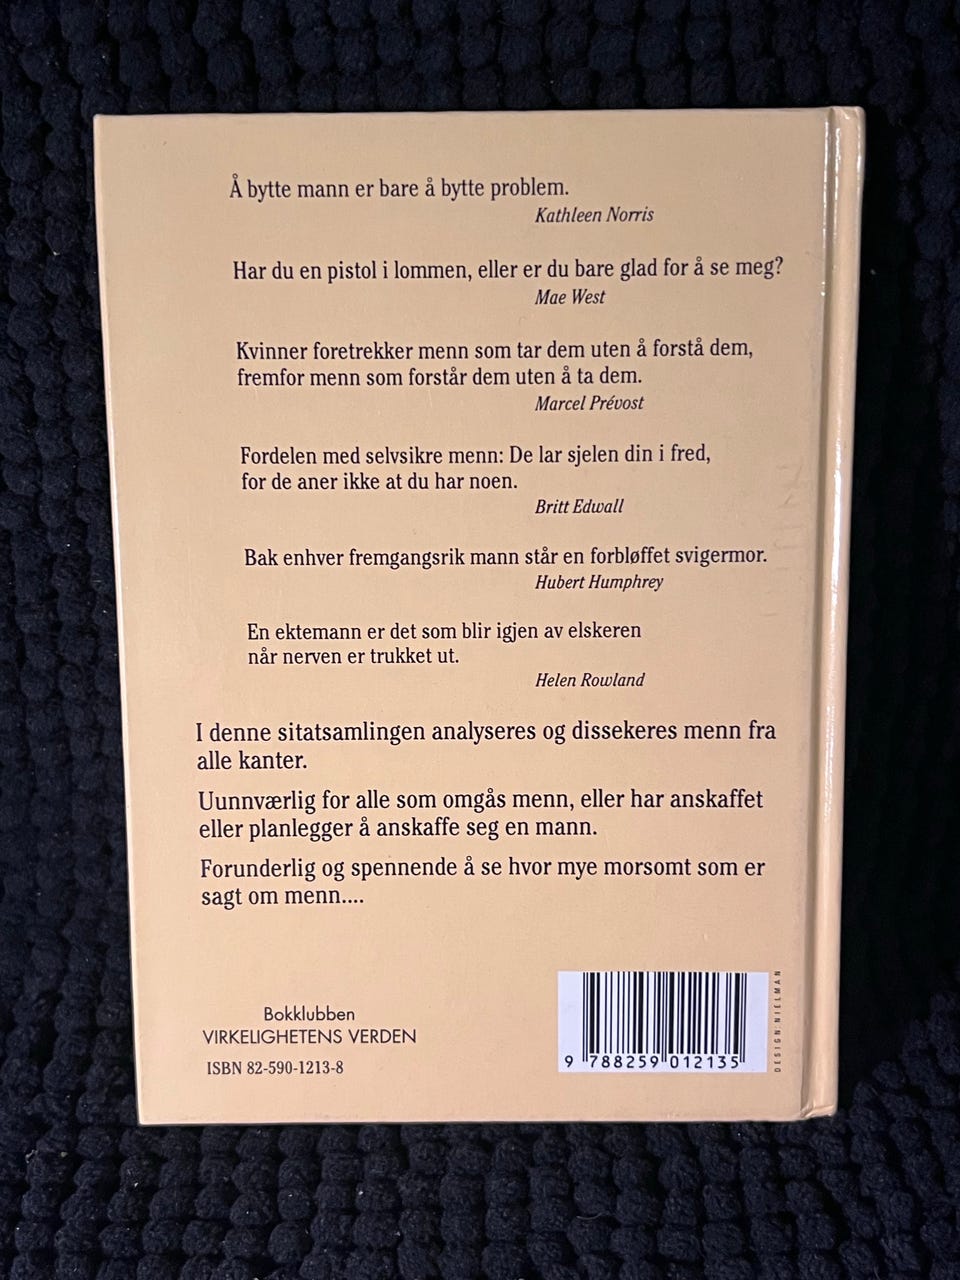 Å bytte mann er bare å bytte problem.
Kathleen Norris
Har du en pistol i lommen, eller er du bare glad for å se meg?
Mae West
Kvinner foretrekker menn som tar dem uten å forstå dem,
fremfor menn som forstår dem uten å ta dem.
Marcel Prévost
Fordelen med selvsikre menn: De lar sjelen din i fred,
for de aner ikke at du har noen.
Britt Edwall
Bak enhver fremgangsrik mann står en forbløffet svigermor.
Hubert Humphrey
En ektemann er det som blir igjen av elskeren
når nerven er trukket ut.
Helen Rowland
I denne sitatsamlingen analyseres og dissekeres menn fra
alle kanter.
Uunnværlig for alle som omgås menn, eller har anskaffet
eller planlegger å anskaffe seg en mann.
Forunderlig og spennende å se hvor mye morsomt som er
sagt om menn....
Bokklubben
VIRKELIGHETENS VERDEN
ISBN 82-590-1213-8
9 788259 012135
DESIGN: NIELMAN